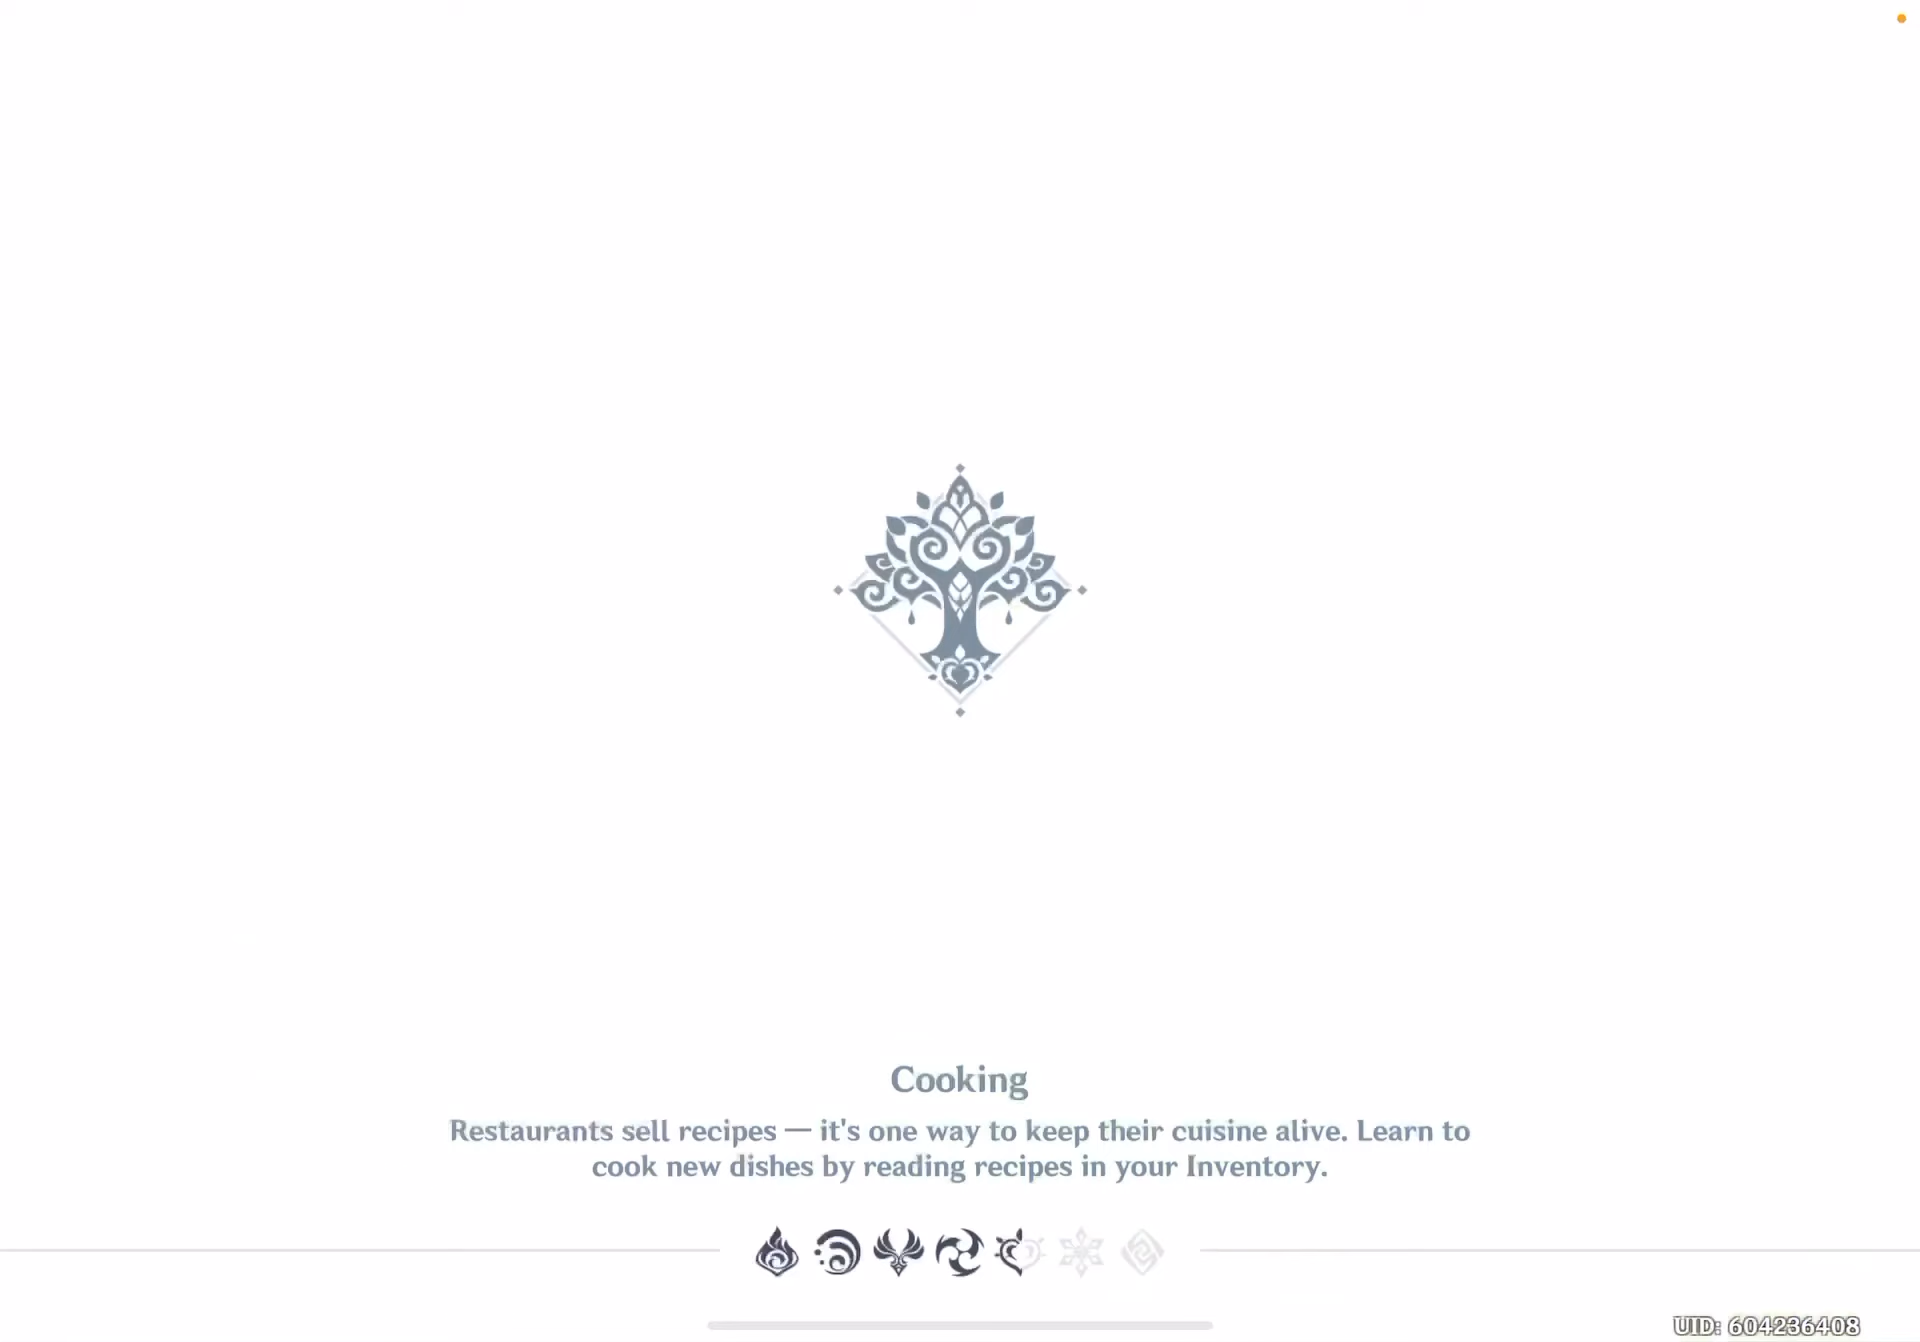 Cooking
Restaurants sell recipes — it's one way to keep their cuisine alive. Learn to
cook new dishes by reading recipes in your Inventory.
UID: 604236408